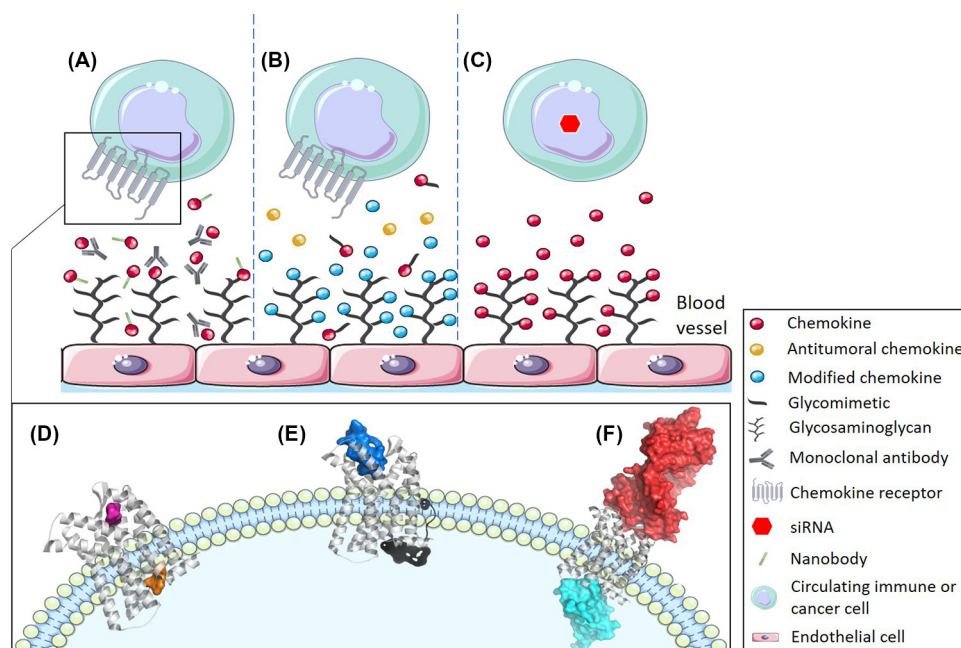 (A)
(B)
(C)
Blood
vessel
Chemokine
Antitumoral chemokine
Modified chemokine
Glycomimetic
Glycosaminoglycan
Monoclonal antibody
Chemokine receptor
siRNA
Nanobody
Circulating immune or
cancer cell
Endothelial cell
(D)
(E)
(F)